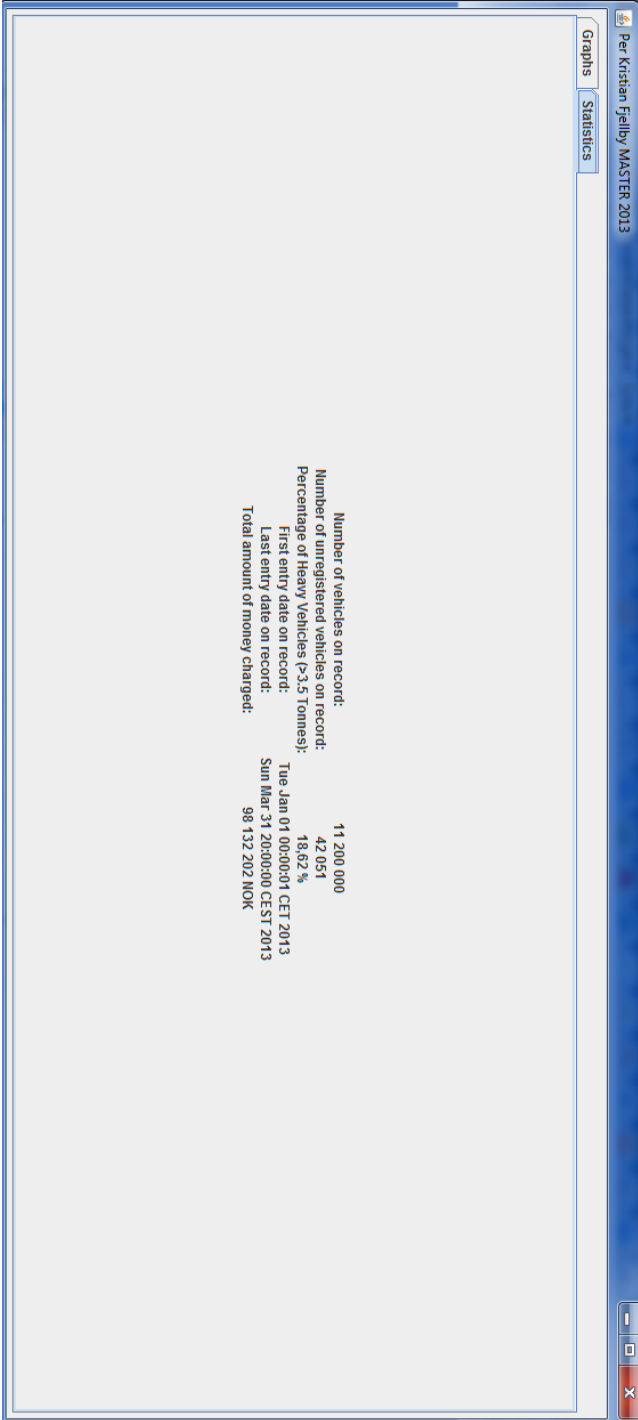 Per Kristian Fjellby MASTER 2013
Graphs Statistics
Number of vehicles on record: 11 200 000
Number of unregistered vehicles on record: 42 051
Percentage of Heavy Vehicles (>3.5 Tonnes): 18,62 %
First entry date on record: Tue Jan 01 00:00:01 CET 2013
Last entry date on record: Sun Mar 31 20:00:00 CEST 2013
Total amount of money charged: 98 132 202 NOK